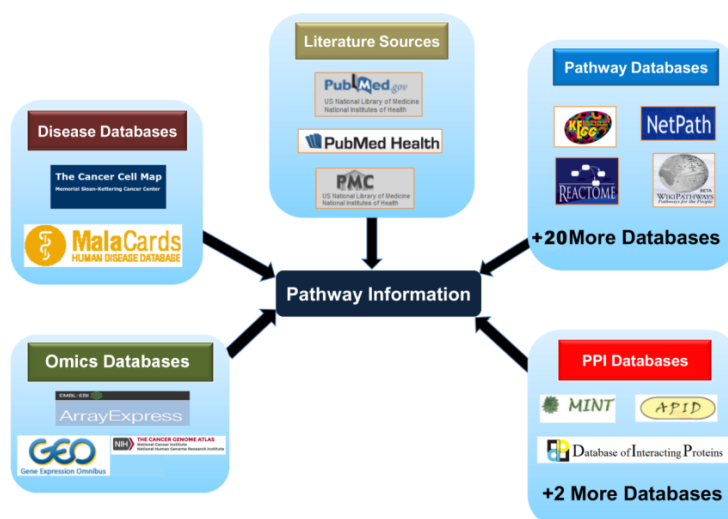 Literature Sources
PubMed.gov
US National Library of Medicine
National Institutes of Health
PubMed Health
PMC
US National Library of Medicine
National Institutes of Health
Pathway Databases
KEGG
NetPath
REACTOME
WIKIPATHWAYS
BETA
Pathways for the People
+20More Databases
Disease Databases
The Cancer Cell Map
Memorial Sloan-Kettering Cancer Center
MalaCards
HUMAN DISEASE DATABASE
Pathway Information
Omics Databases
EMBL-EBI
ArrayExpress
GEO
Gene Expression Omnibus
NIH
THE CANCER GENOME ATLAS
National Cancer Institute
National Human Genome Research Institute
PPI Databases
MINT
APID
Database of Interacting Proteins
+2 More Databases